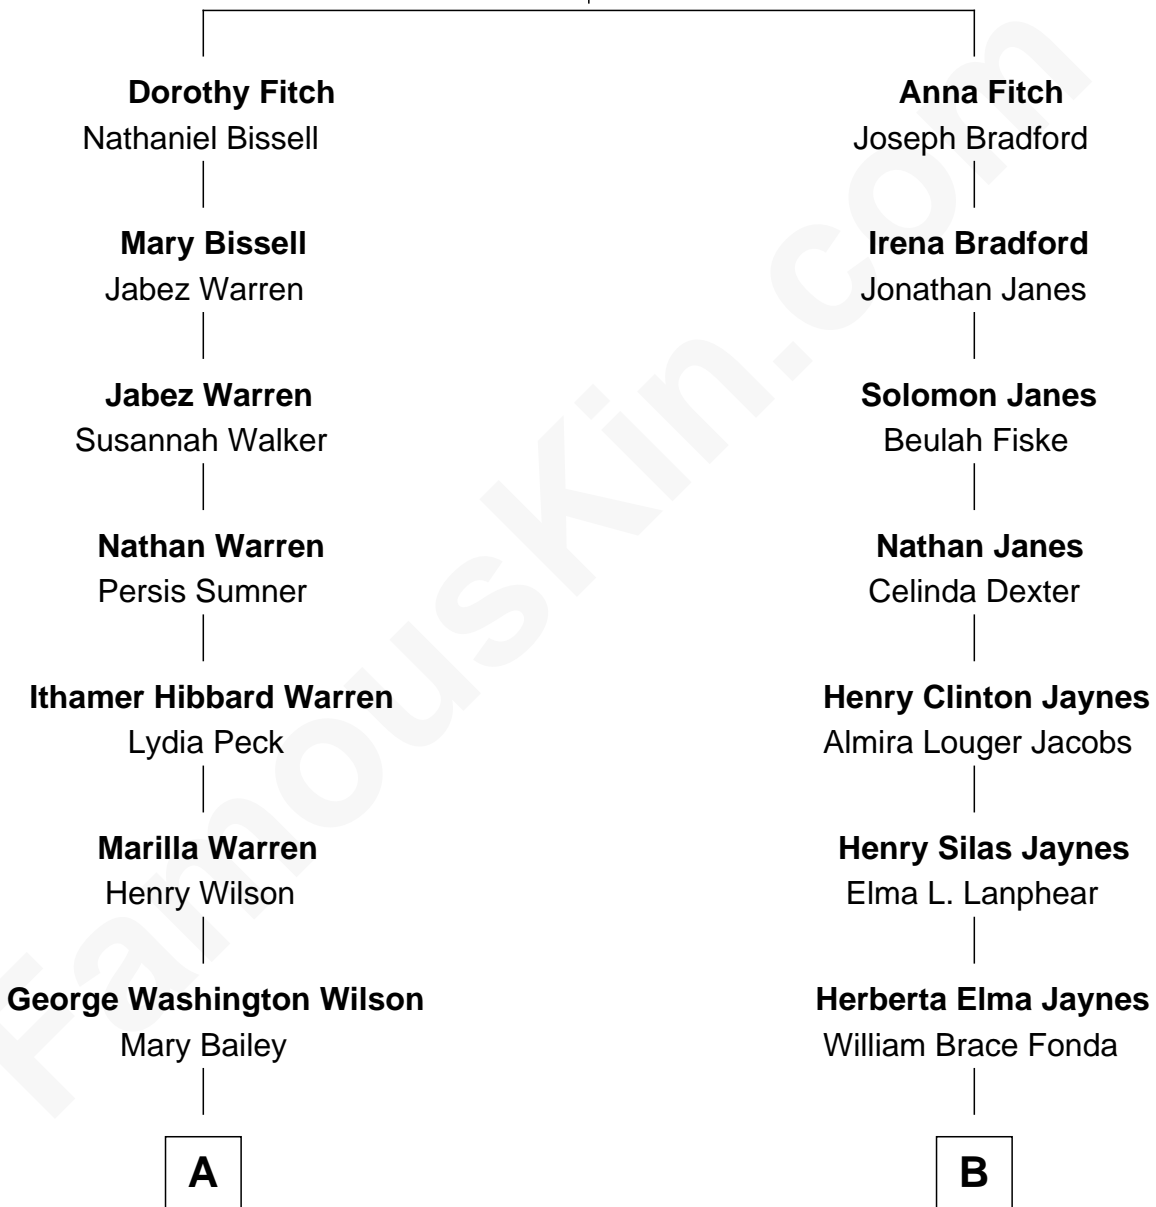 Dorothy Fitch
Nathaniel Bissell
Mary Bissell
Jabez Warren
Jabez Warren
Susannah Walker
Nathan Warren
Persis Sumner
Ithamer Hibbard Warren
Lydia Peck
Marilla Warren
Henry Wilson
George Washington Wilson
Mary Bailey
A
Anna Fitch
Joseph Bradford
Irena Bradford
Jonathan Janes
Solomon Janes
Beulah Fiske
Nathan Janes
Celinda Dexter
Henry Clinton Jaynes
Almira Louger Jacobs
Henry Silas Jaynes
Elma L. Lanphear
Herberta Elma Jaynes
William Brace Fonda
B
FamousKin.com